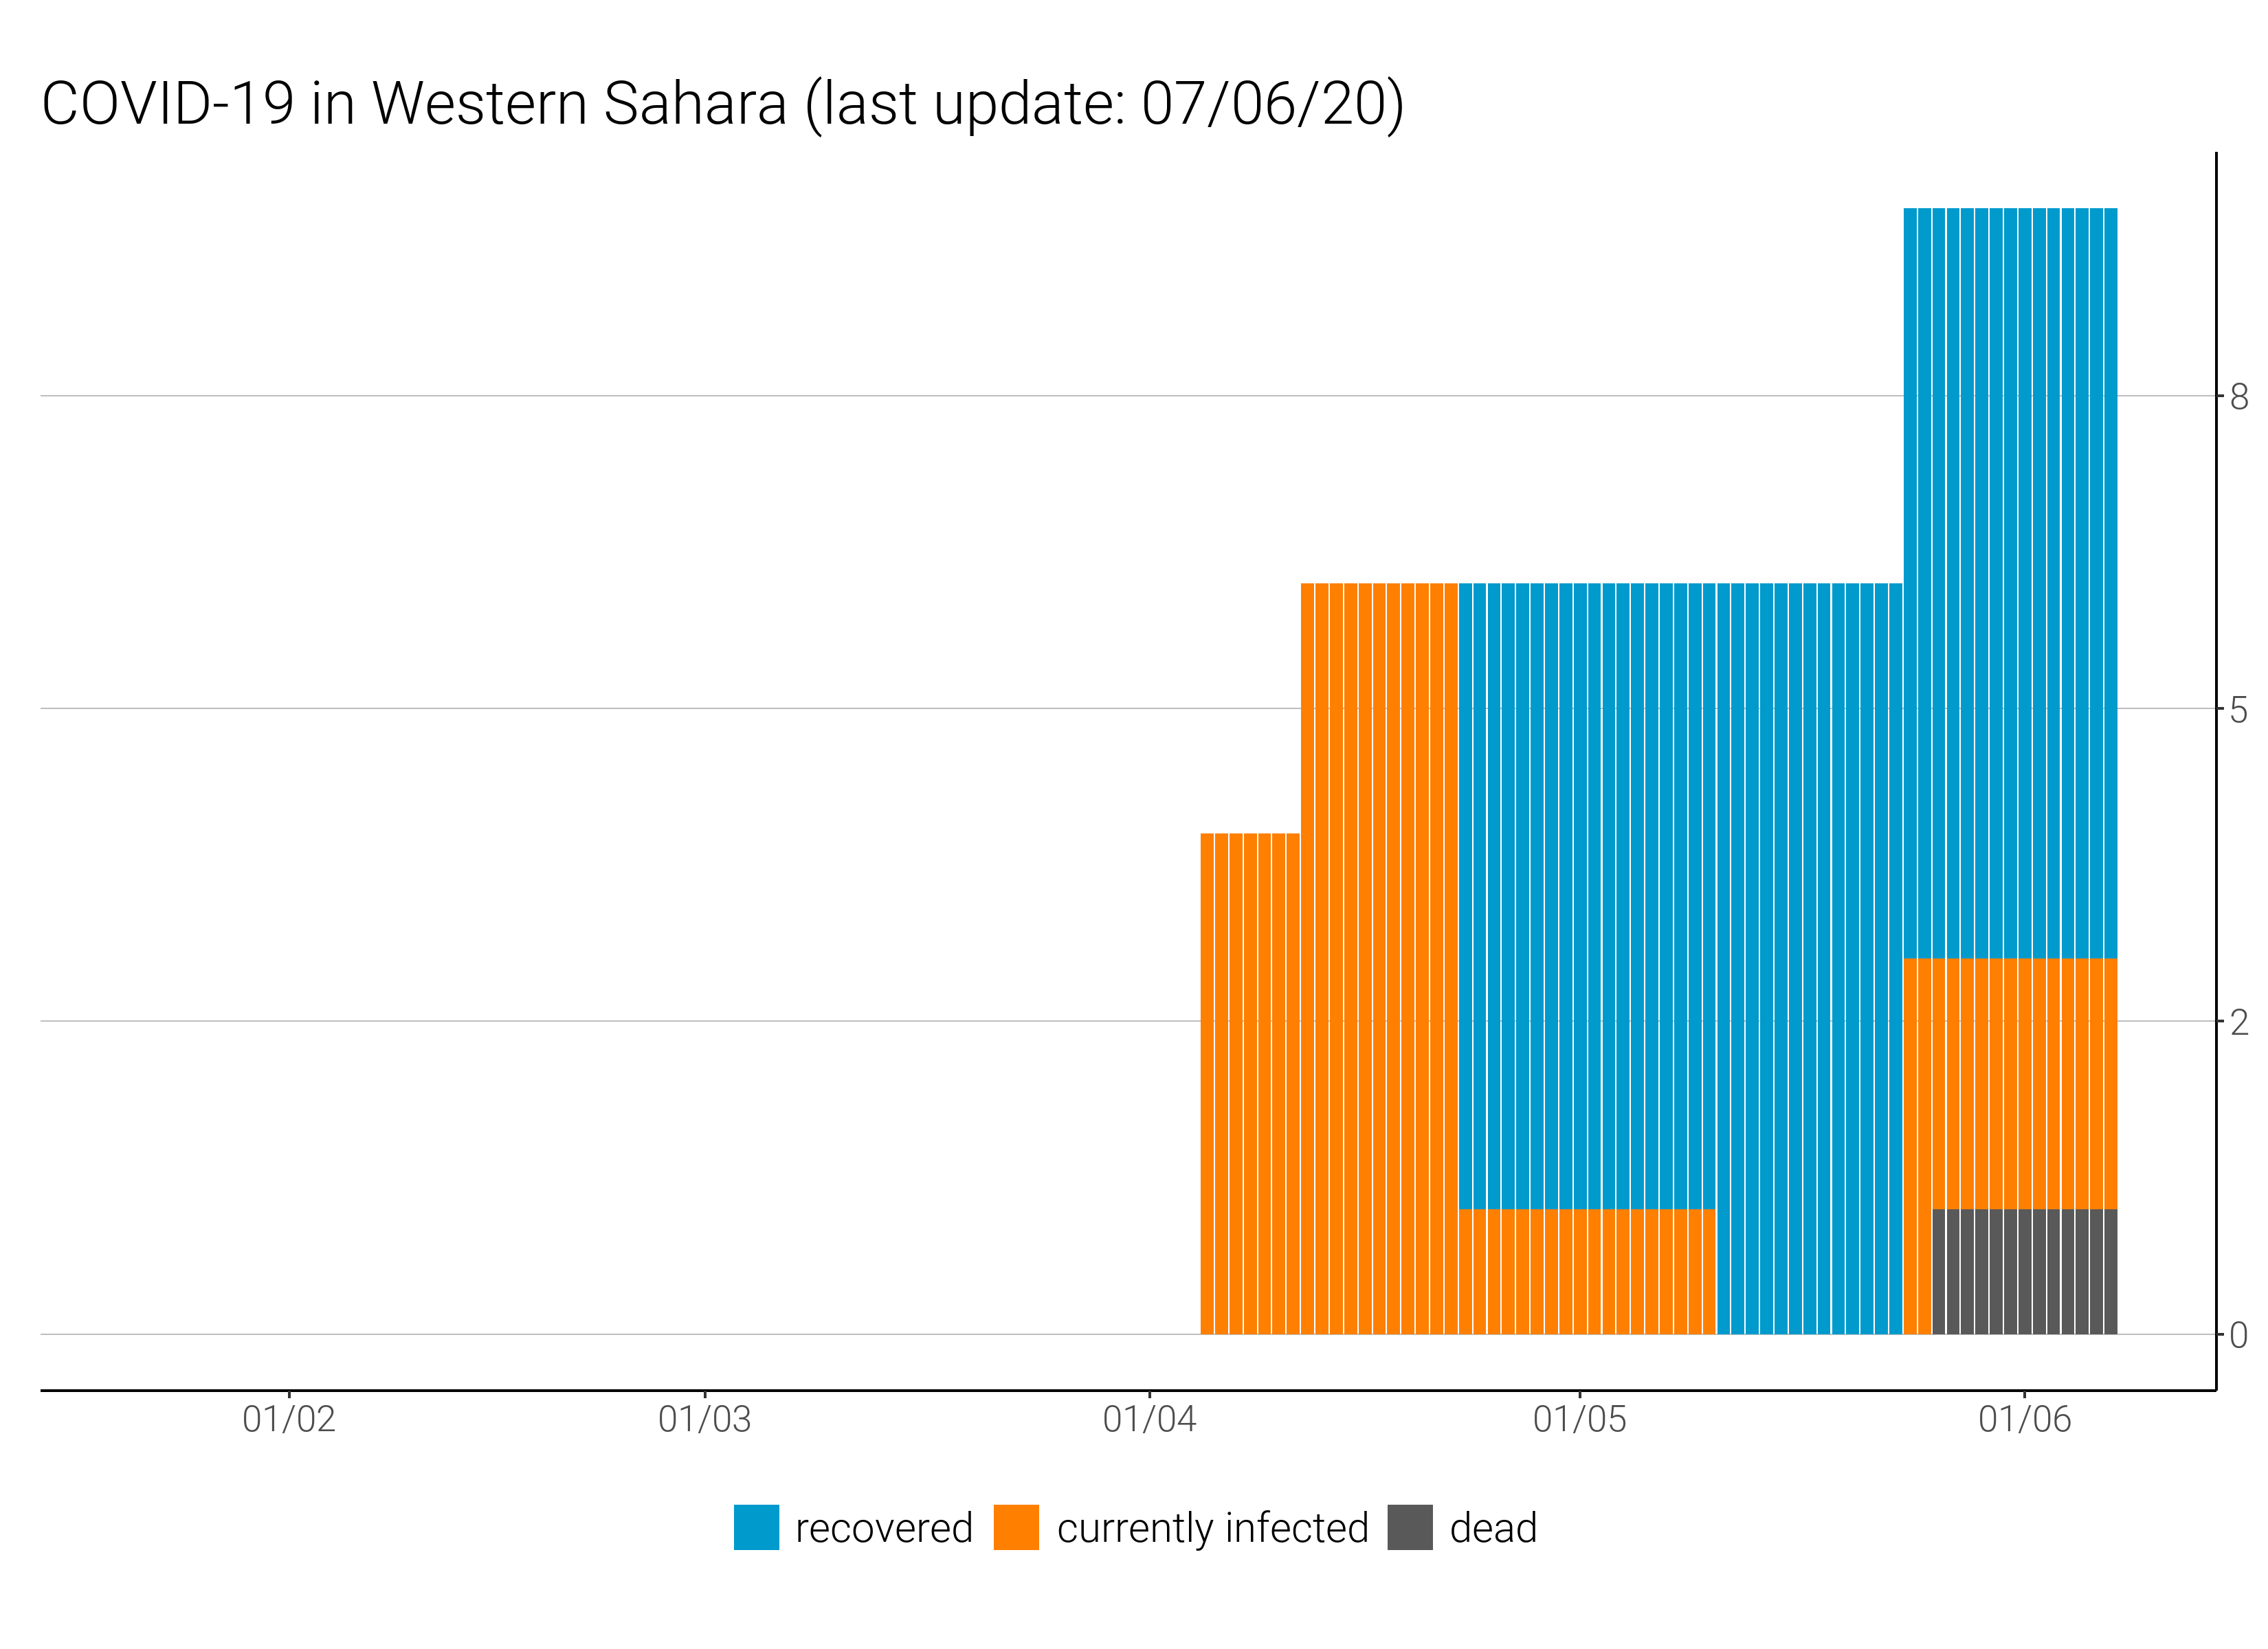 COVID-19 in Western Sahara (last update: 07/06/20)
8
5
2
0
01/02 01/03 01/04 01/05 01/06
recovered currently infected dead